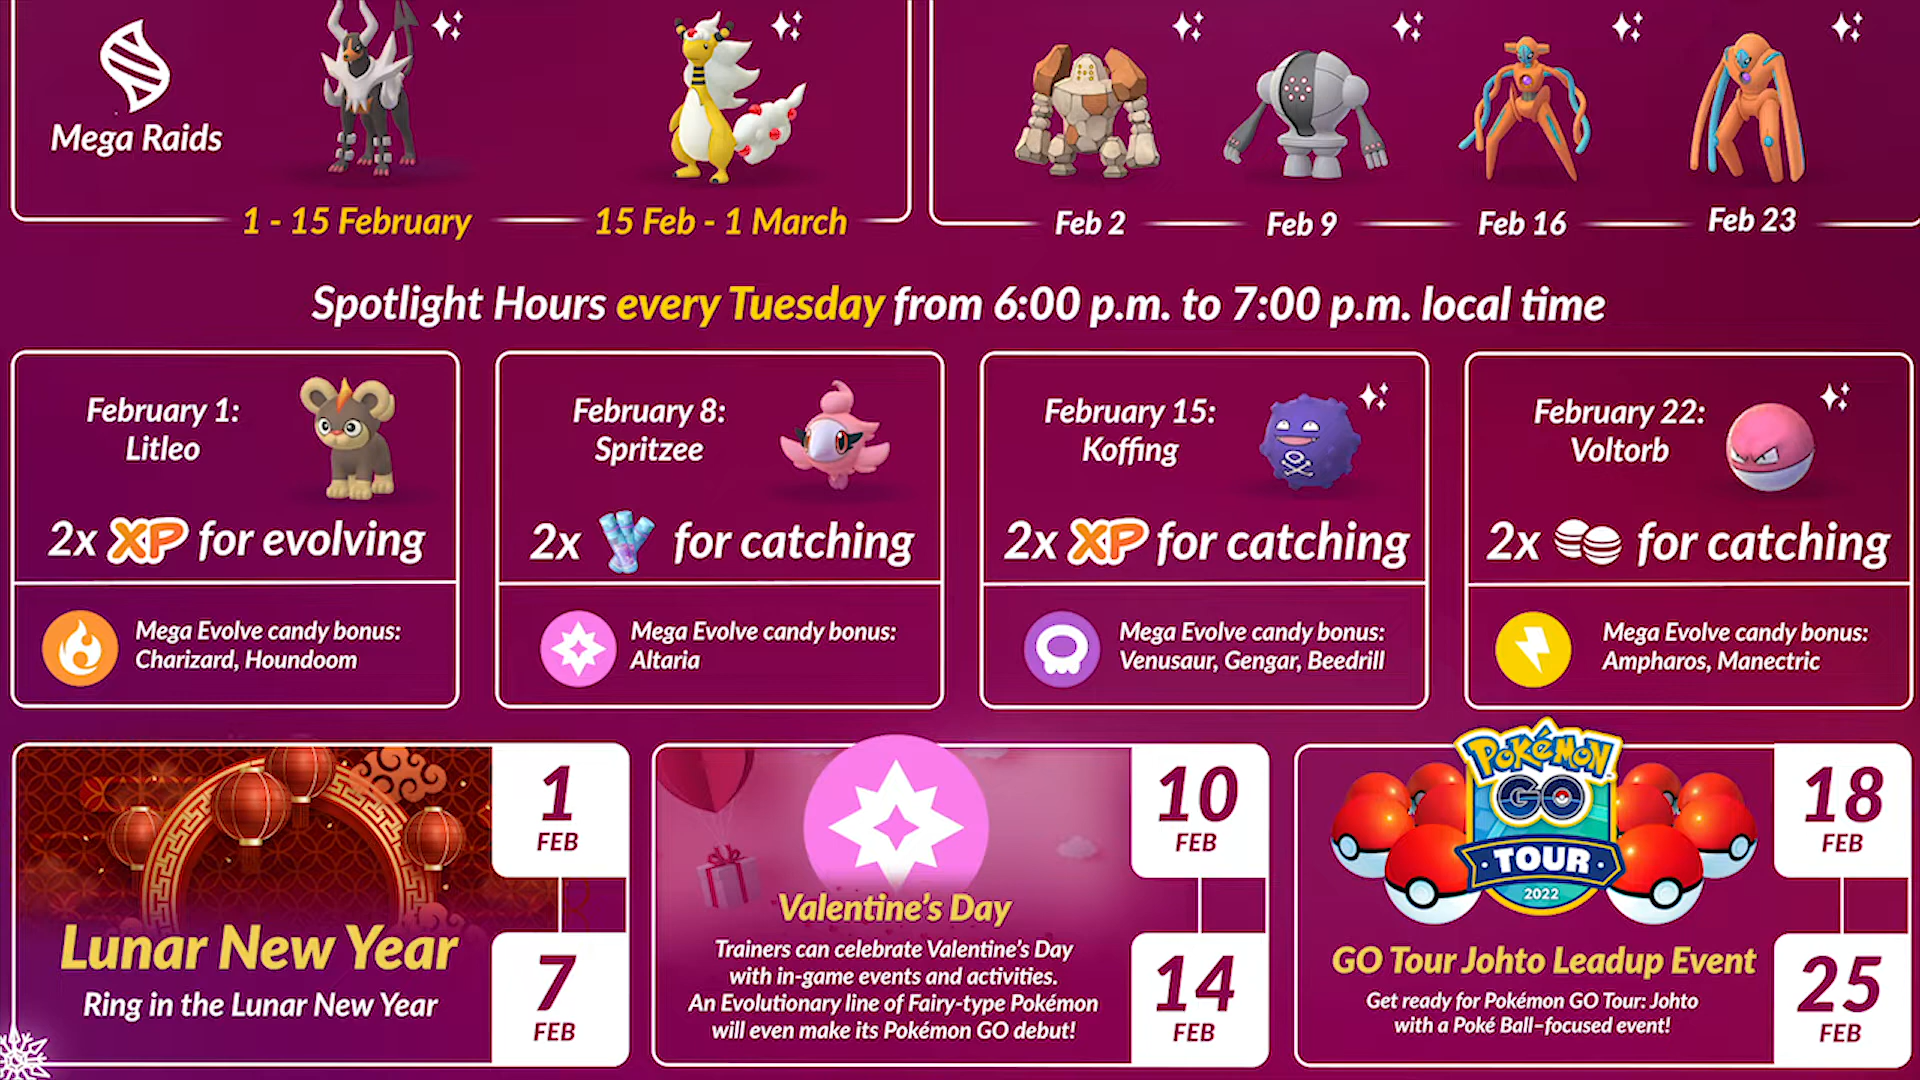 Mega Raids
1 - 15 February
15 Feb - 1 March
Feb 2
Feb 9
Feb 16
Feb 23
Spotlight Hours every Tuesday from 6:00 p.m. to 7:00 p.m. local time
February 1:
Litleo
2x XP for evolving
Mega Evolve candy bonus:
Charizard, Houndoom
February 8:
Spritzee
2x for catching
Mega Evolve candy bonus:
Altaria
February 15:
Koffing
2x XP for catching
Mega Evolve candy bonus:
Venusaur, Gengar, Beedrill
February 22:
Voltorb
2x for catching
Mega Evolve candy bonus:
Ampharos, Manectric
Lunar New Year
Ring in the Lunar New Year
1
FEB
7
FEB
Valentine's Day
Trainers can celebrate Valentine's Day
with in-game events and activities.
An Evolutionary line of Fairy-type Pokémon
will even make its Pokémon GO debut!
10
FEB
14
FEB
POKÉMON
GO
TOUR
2022
GO Tour Johto Leadup Event
Get ready for Pokémon GO Tour: Johto
with a Poké Ball–focused event!
18
FEB
25
FEB